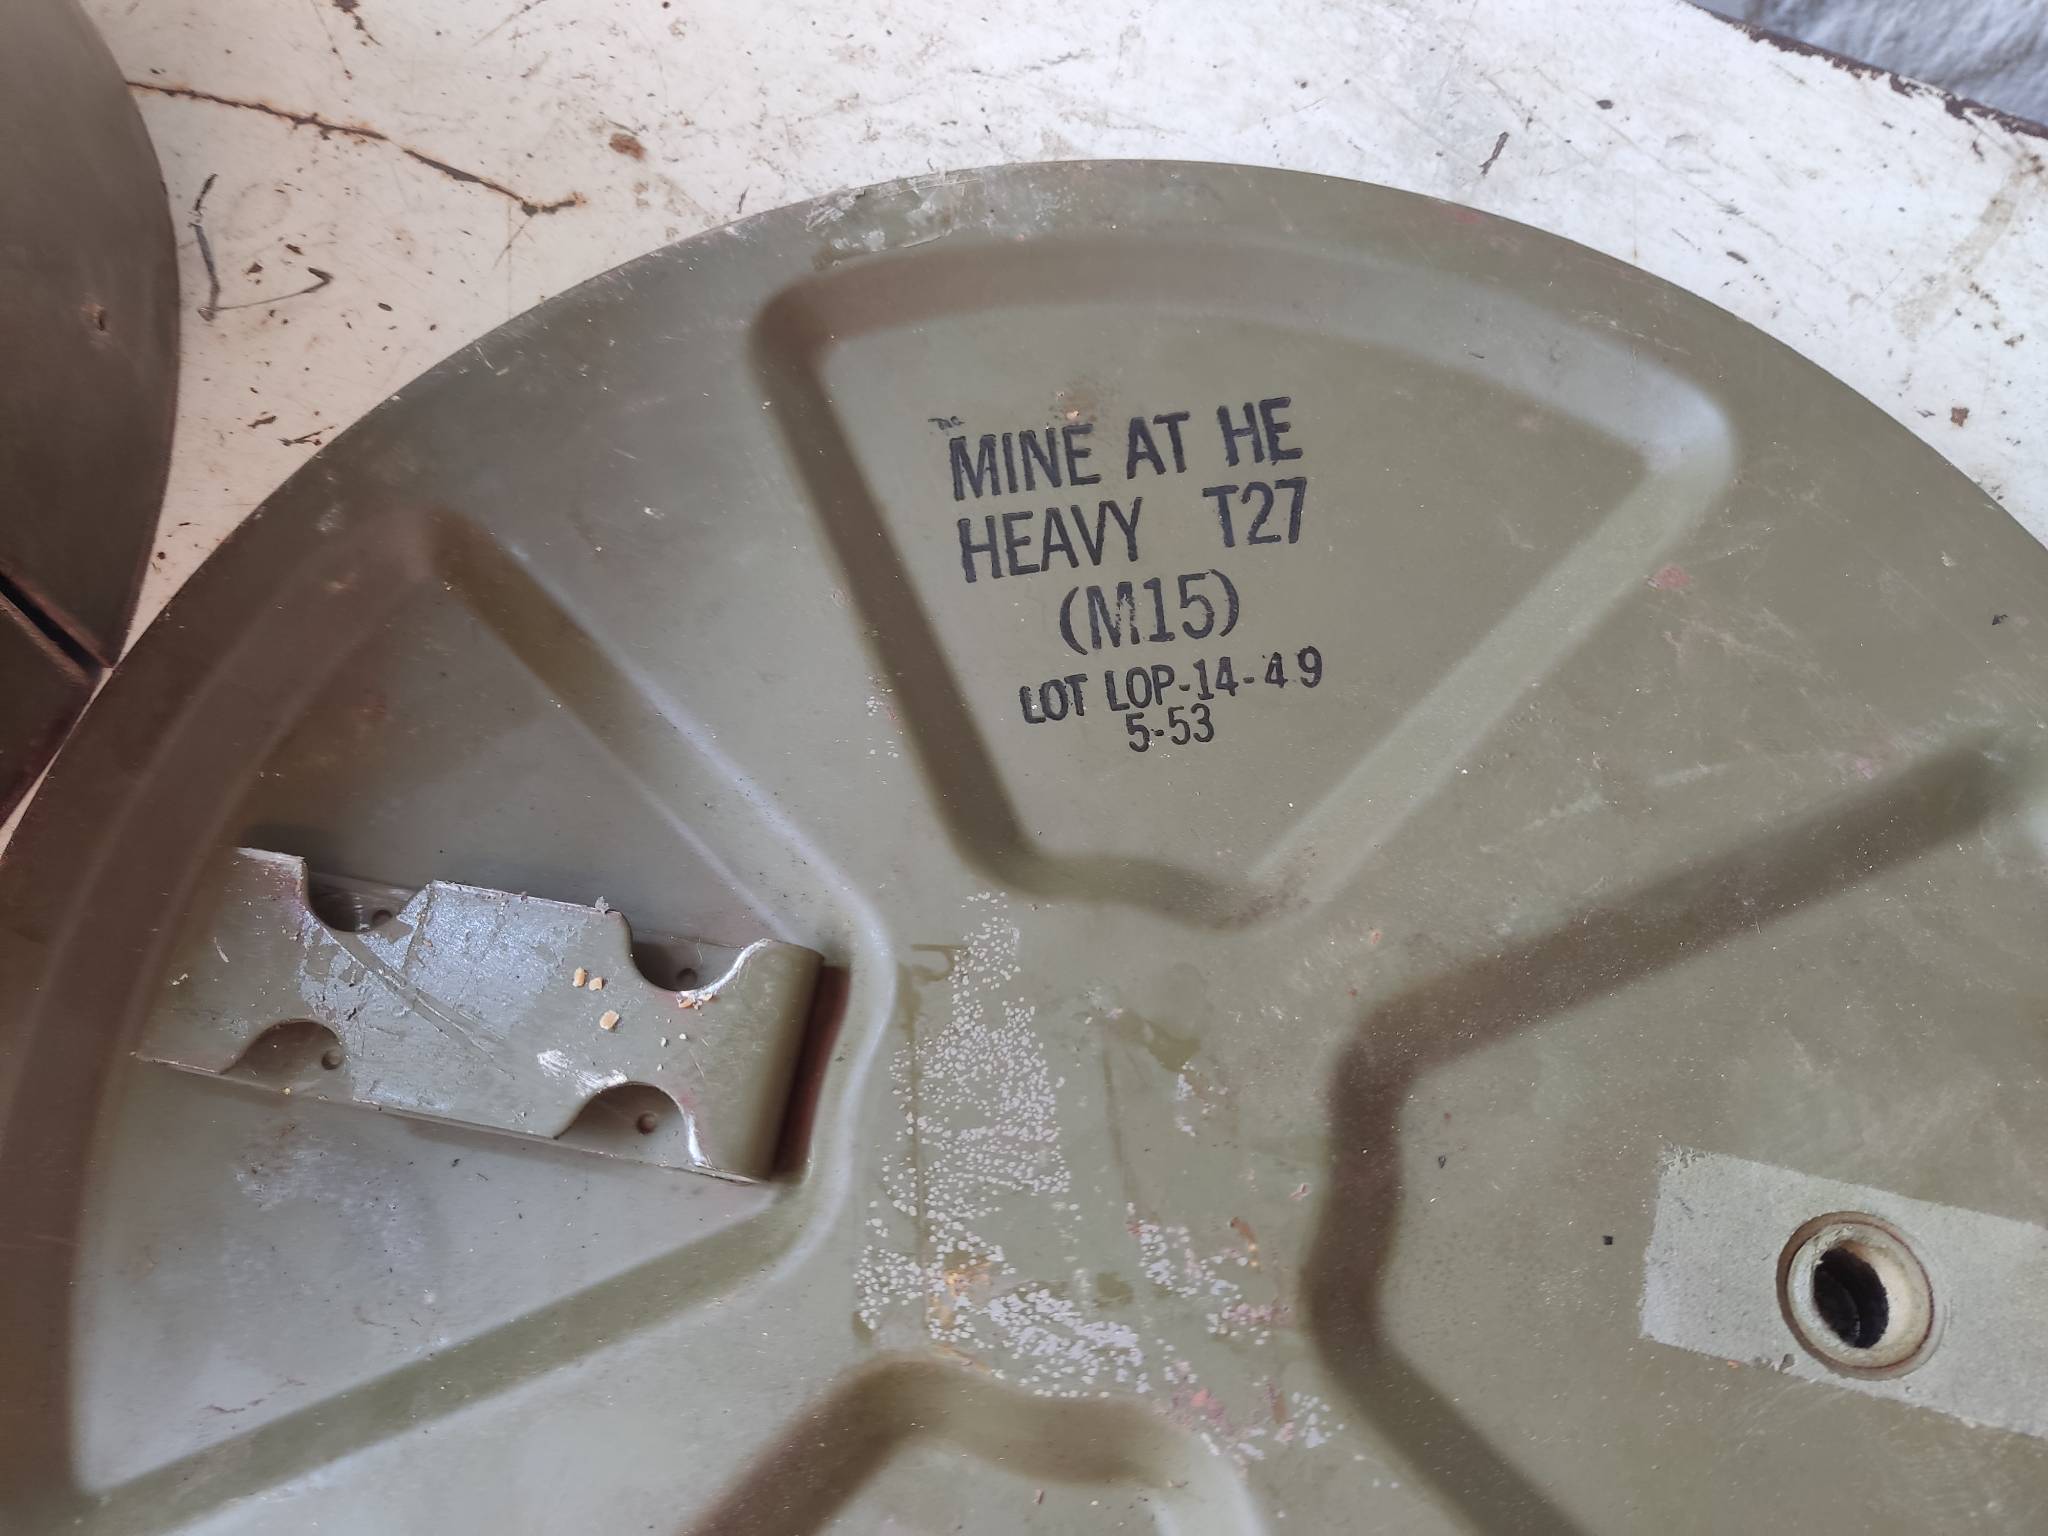 MINE AT HE
HEAVY T27
(M15)
LOT LOP-14-49
5-53